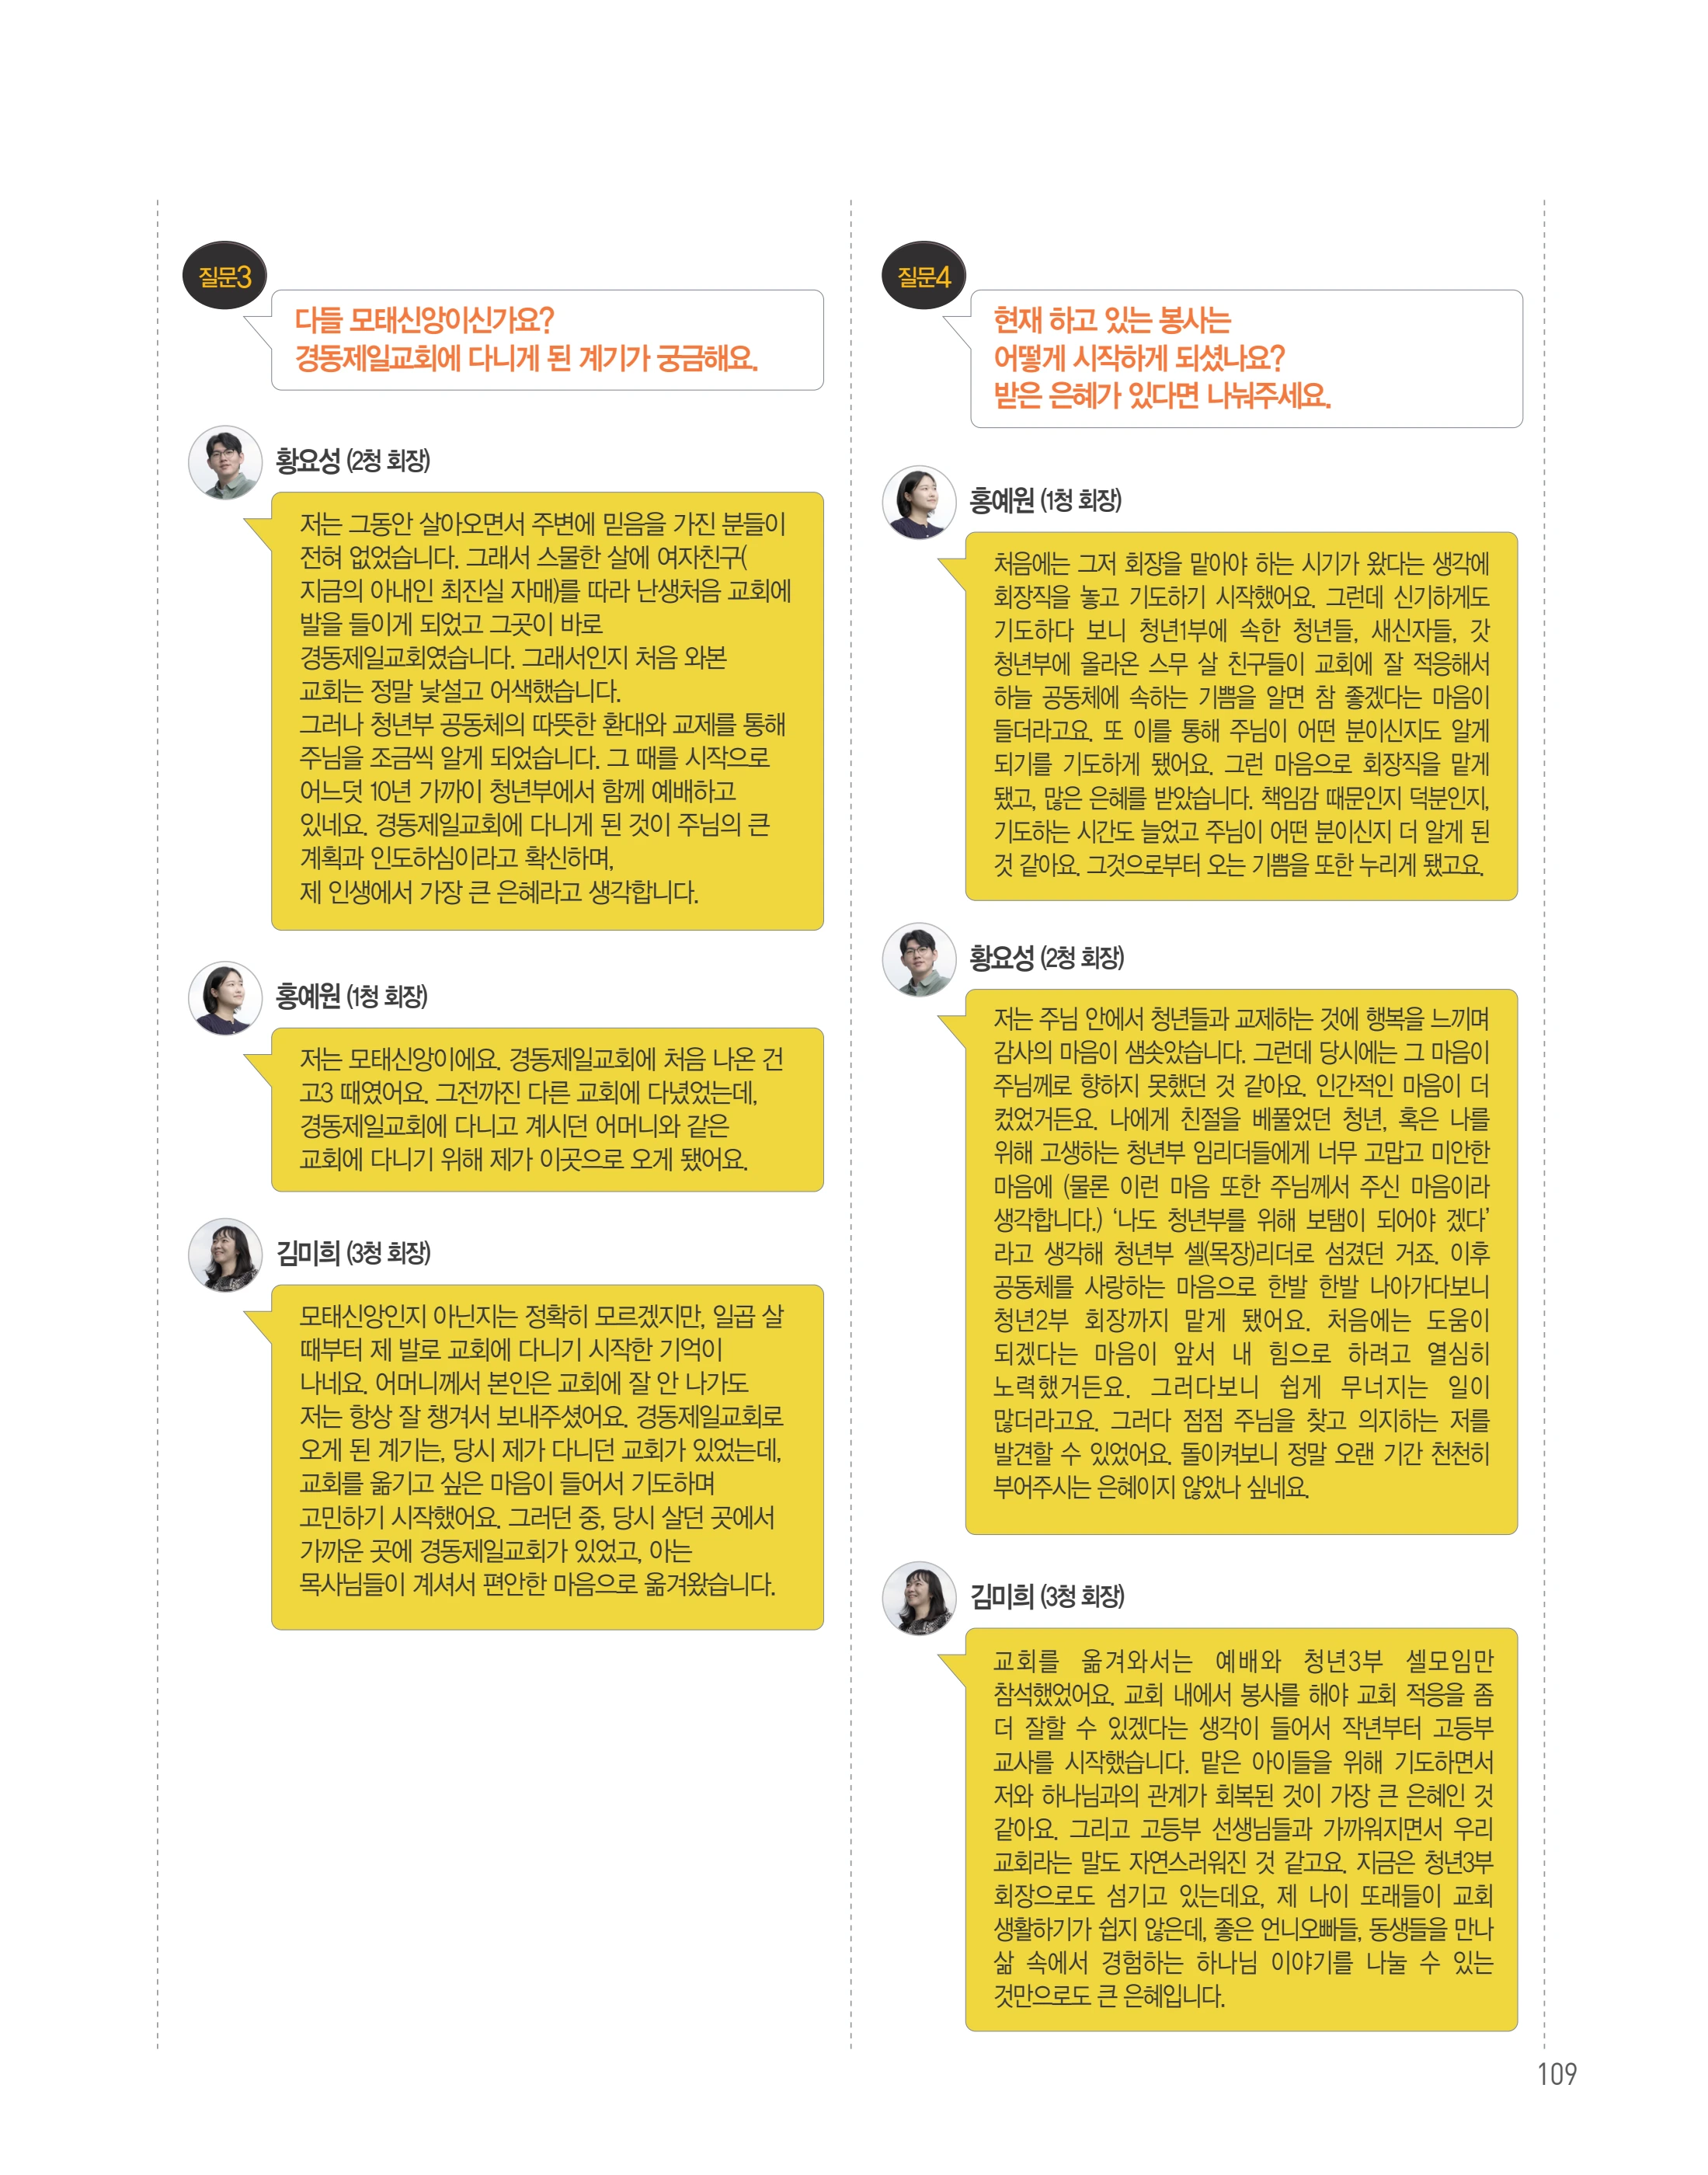 질문3
다들 모태신앙이신가요?
경동제일교회에 다니게 된 계기가 궁금해요.
황요성 (2청 회장)
저는 그동안 살아오면서 주변에 믿음을 가진 분들이
전혀 없었습니다. 그래서 스물한 살에 여자친구(
지금의 아내인 최진실 자매)를 따라 난생처음 교회에
발을 들이게 되었고 그곳이 바로
경동제일교회였습니다. 그래서인지 처음 와본
교회는 정말 낯설고 어색했습니다.
그러나 청년부 공동체의 따뜻한 환대와 교제를 통해
주님을 조금씩 알게 되었습니다. 그 때를 시작으로
어느덧 10년 가까이 청년부에서 함께 예배하고
있네요. 경동제일교회에 다니게 된 것이 주님의 큰
계획과 인도하심이라고 확신하며,
제 인생에서 가장 큰 은혜라고 생각합니다.
홍예원 (1청 회장)
저는 모태신앙이에요. 경동제일교회에 처음 나온 건
고3 때였어요. 그전까진 다른 교회에 다녔었는데,
경동제일교회에 다니고 계시던 어머니와 같은
교회에 다니기 위해 제가 이곳으로 오게 됐어요.
김미희 (3청 회장)
모태신앙인지 아닌지는 정확히 모르겠지만, 일곱 살
때부터 제 발로 교회에 다니기 시작한 기억이
나네요. 어머니께서 본인은 교회에 잘 안 나가도
저는 항상 잘 챙겨서 보내주셨어요. 경동제일교회로
오게 된 계기는, 당시 제가 다니던 교회가 있었는데,
교회를 옮기고 싶은 마음이 들어서 기도하며
고민하기 시작했어요. 그러던 중, 당시 살던 곳에서
가까운 곳에 경동제일교회가 있었고, 아는
목사님들이 계셔서 편안한 마음으로 옮겨왔습니다.
질문4
현재 하고 있는 봉사는
어떻게 시작하게 되셨나요?
받은 은혜가 있다면 나눠주세요.
홍예원 (1청 회장)
처음에는 그저 회장을 맡아야 하는 시기가 왔다는 생각에
회장직을 놓고 기도하기 시작했어요. 그런데 신기하게도
기도하다 보니 청년1부에 속한 청년들, 새신자들, 갓
청년부에 올라온 스무 살 친구들이 교회에 잘 적응해서
하늘 공동체에 속하는 기쁨을 알면 참 좋겠다는 마음이
들더라고요. 또 이를 통해 주님이 어떤 분이신지도 알게
되기를 기도하게 됐어요. 그런 마음으로 회장직을 맡게
됐고, 많은 은혜를 받았습니다. 책임감 때문인지 덕분인지,
기도하는 시간도 늘었고 주님이 어떤 분이신지 더 알게 된
것 같아요. 그것으로부터 오는 기쁨을 또한 누리게 됐고요.
황요성 (2청 회장)
저는 주님 안에서 청년들과 교제하는 것에 행복을 느끼며
감사의 마음이 샘솟았습니다. 그런데 당시에는 그 마음이
주님께로 향하지 못했던 것 같아요. 인간적인 마음이 더
컸었거든요. 나에게 친절을 베풀었던 청년, 혹은 나를
위해 고생하는 청년부 임리더들에게 너무 고맙고 미안한
마음에 (물론 이런 마음 또한 주님께서 주신 마음이라
생각합니다.) ‘나도 청년부를 위해 보탬이 되어야 겠다’
라고 생각해 청년부 셀(목장)리더로 섬겼던 거죠. 이후
공동체를 사랑하는 마음으로 한발 한발 나아가다보니
청년2부 회장까지 맡게 됐어요. 처음에는 도움이
되겠다는 마음이 앞서 내 힘으로 하려고 열심히
노력했거든요. 그러다보니 쉽게 무너지는 일이
많더라고요. 그러다 점점 주님을 찾고 의지하는 저를
발견할 수 있었어요. 돌이켜보니 정말 오랜 기간 천천히
부어주시는 은혜이지 않았나 싶네요.
김미희 (3청 회장)
교회를 옮겨와서는 예배와 청년3부 셀모임만
참석했었어요. 교회 내에서 봉사를 해야 교회 적응을 좀
더 잘할 수 있겠다는 생각이 들어서 작년부터 고등부
교사를 시작했습니다. 맡은 아이들을 위해 기도하면서
저와 하나님과의 관계가 회복된 것이 가장 큰 은혜인 것
같아요. 그리고 고등부 선생님들과 가까워지면서 우리
교회라는 말도 자연스러워진 것 같고요. 지금은 청년3부
회장으로도 섬기고 있는데요, 제 나이 또래들이 교회
생활하기가 쉽지 않은데, 좋은 언니오빠들, 동생들을 만나
삶 속에서 경험하는 하나님 이야기를 나눌 수 있는
것만으로도 큰 은혜입니다.
109